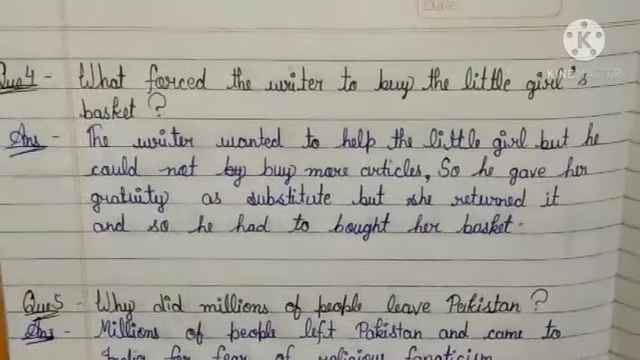 Date
KINEMASTER
Que4 - What forced the writer to buy the little girl's
basket?
Ans - The writer wanted to help the little girl but he
could not by buy more articles, So he gave her
gratuity as substitute but she returned it
and so he had to bought her basket.
Que5 - Why did millions of people leave Pakistan?
Ans - Millions of people left Pakistan and came to
India for fear of religious fanaticism